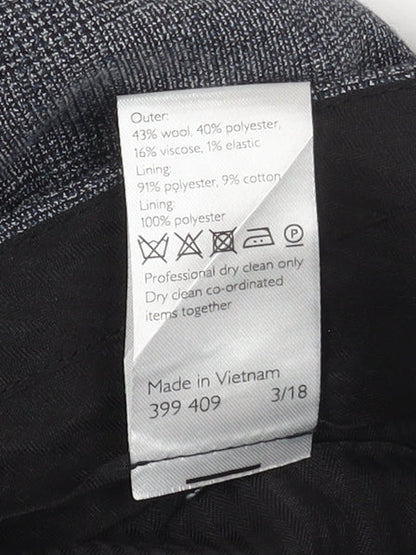 Outer:
43% wool, 40% polyester,
16% viscose, 1% elastic
Lining:
91% polyester, 9% cotton
Lining:
100% polyester
P
Professional dry clean only
Dry clean co-ordinated
items together
Made in Vietnam
399 409 3/18